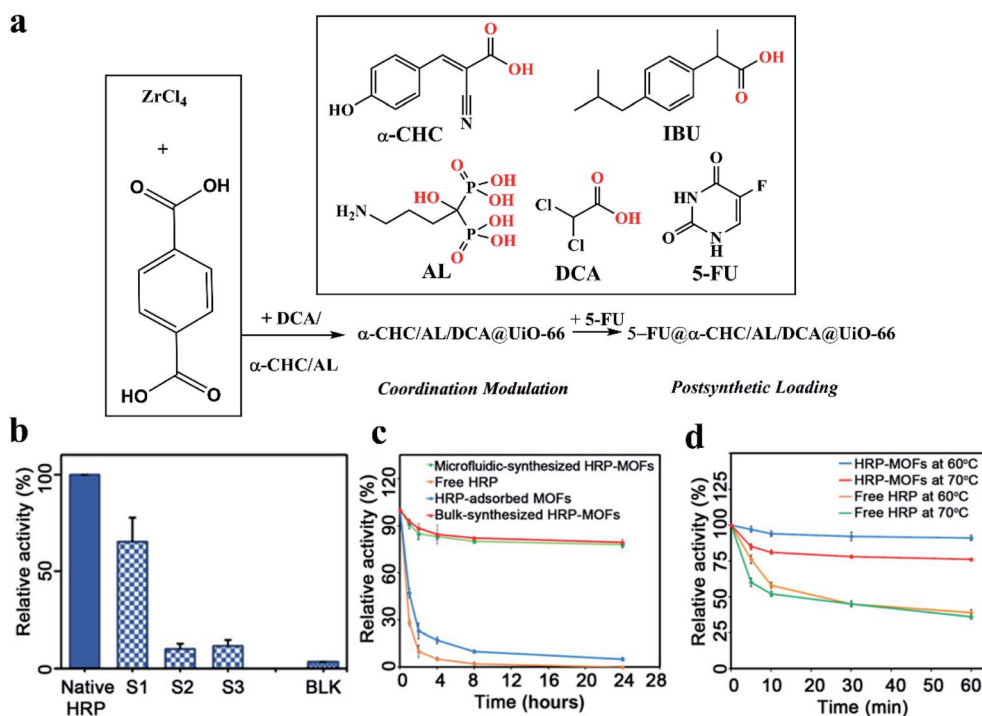 a
ZrCl4
+
O
OH
HO
O
O
OH
HO
N
α-CHC
OH
O
IBU
O
OH
P
OH
HO
OH
H2N
P
OH
O
AL
O
Cl
OH
Cl
DCA
O
F
HN
O
N
H
5-FU
+ DCA/
α-CHC/AL
α-CHC/AL/DCA@UiO-66
+ 5-FU
5–FU@α-CHC/AL/DCA@UiO-66
Coordination Modulation
Postsynthetic Loading
b
Relative activity (%)
100
50
0
Native
HRP
S1
S2
S3
BLK
c
Microfluidic-synthesized HRP-MOFs
Free HRP
HRP-adsorbed MOFs
Bulk-synthesized HRP-MOFs
Relative activity (%)
120
90
60
30
0
0 4 8 12 16 20 24 28
Time (hours)
d
HRP-MOFs at 60°C
HRP-MOFs at 70°C
Free HRP at 60°C
Free HRP at 70°C
Relative activity (%)
125
100
75
50
25
0
0 10 20 30 40 50 60
Time (min)